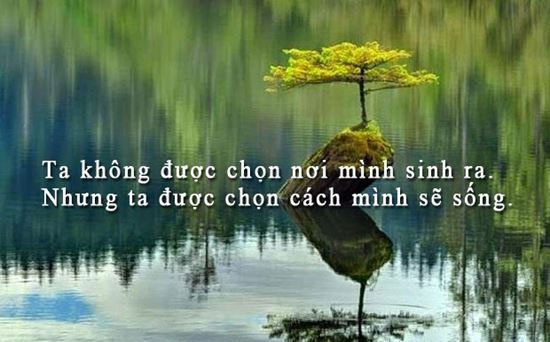 Ta không được chọn nơi mình sinh ra.
Nhưng ta được chọn cách mình sẽ sống.